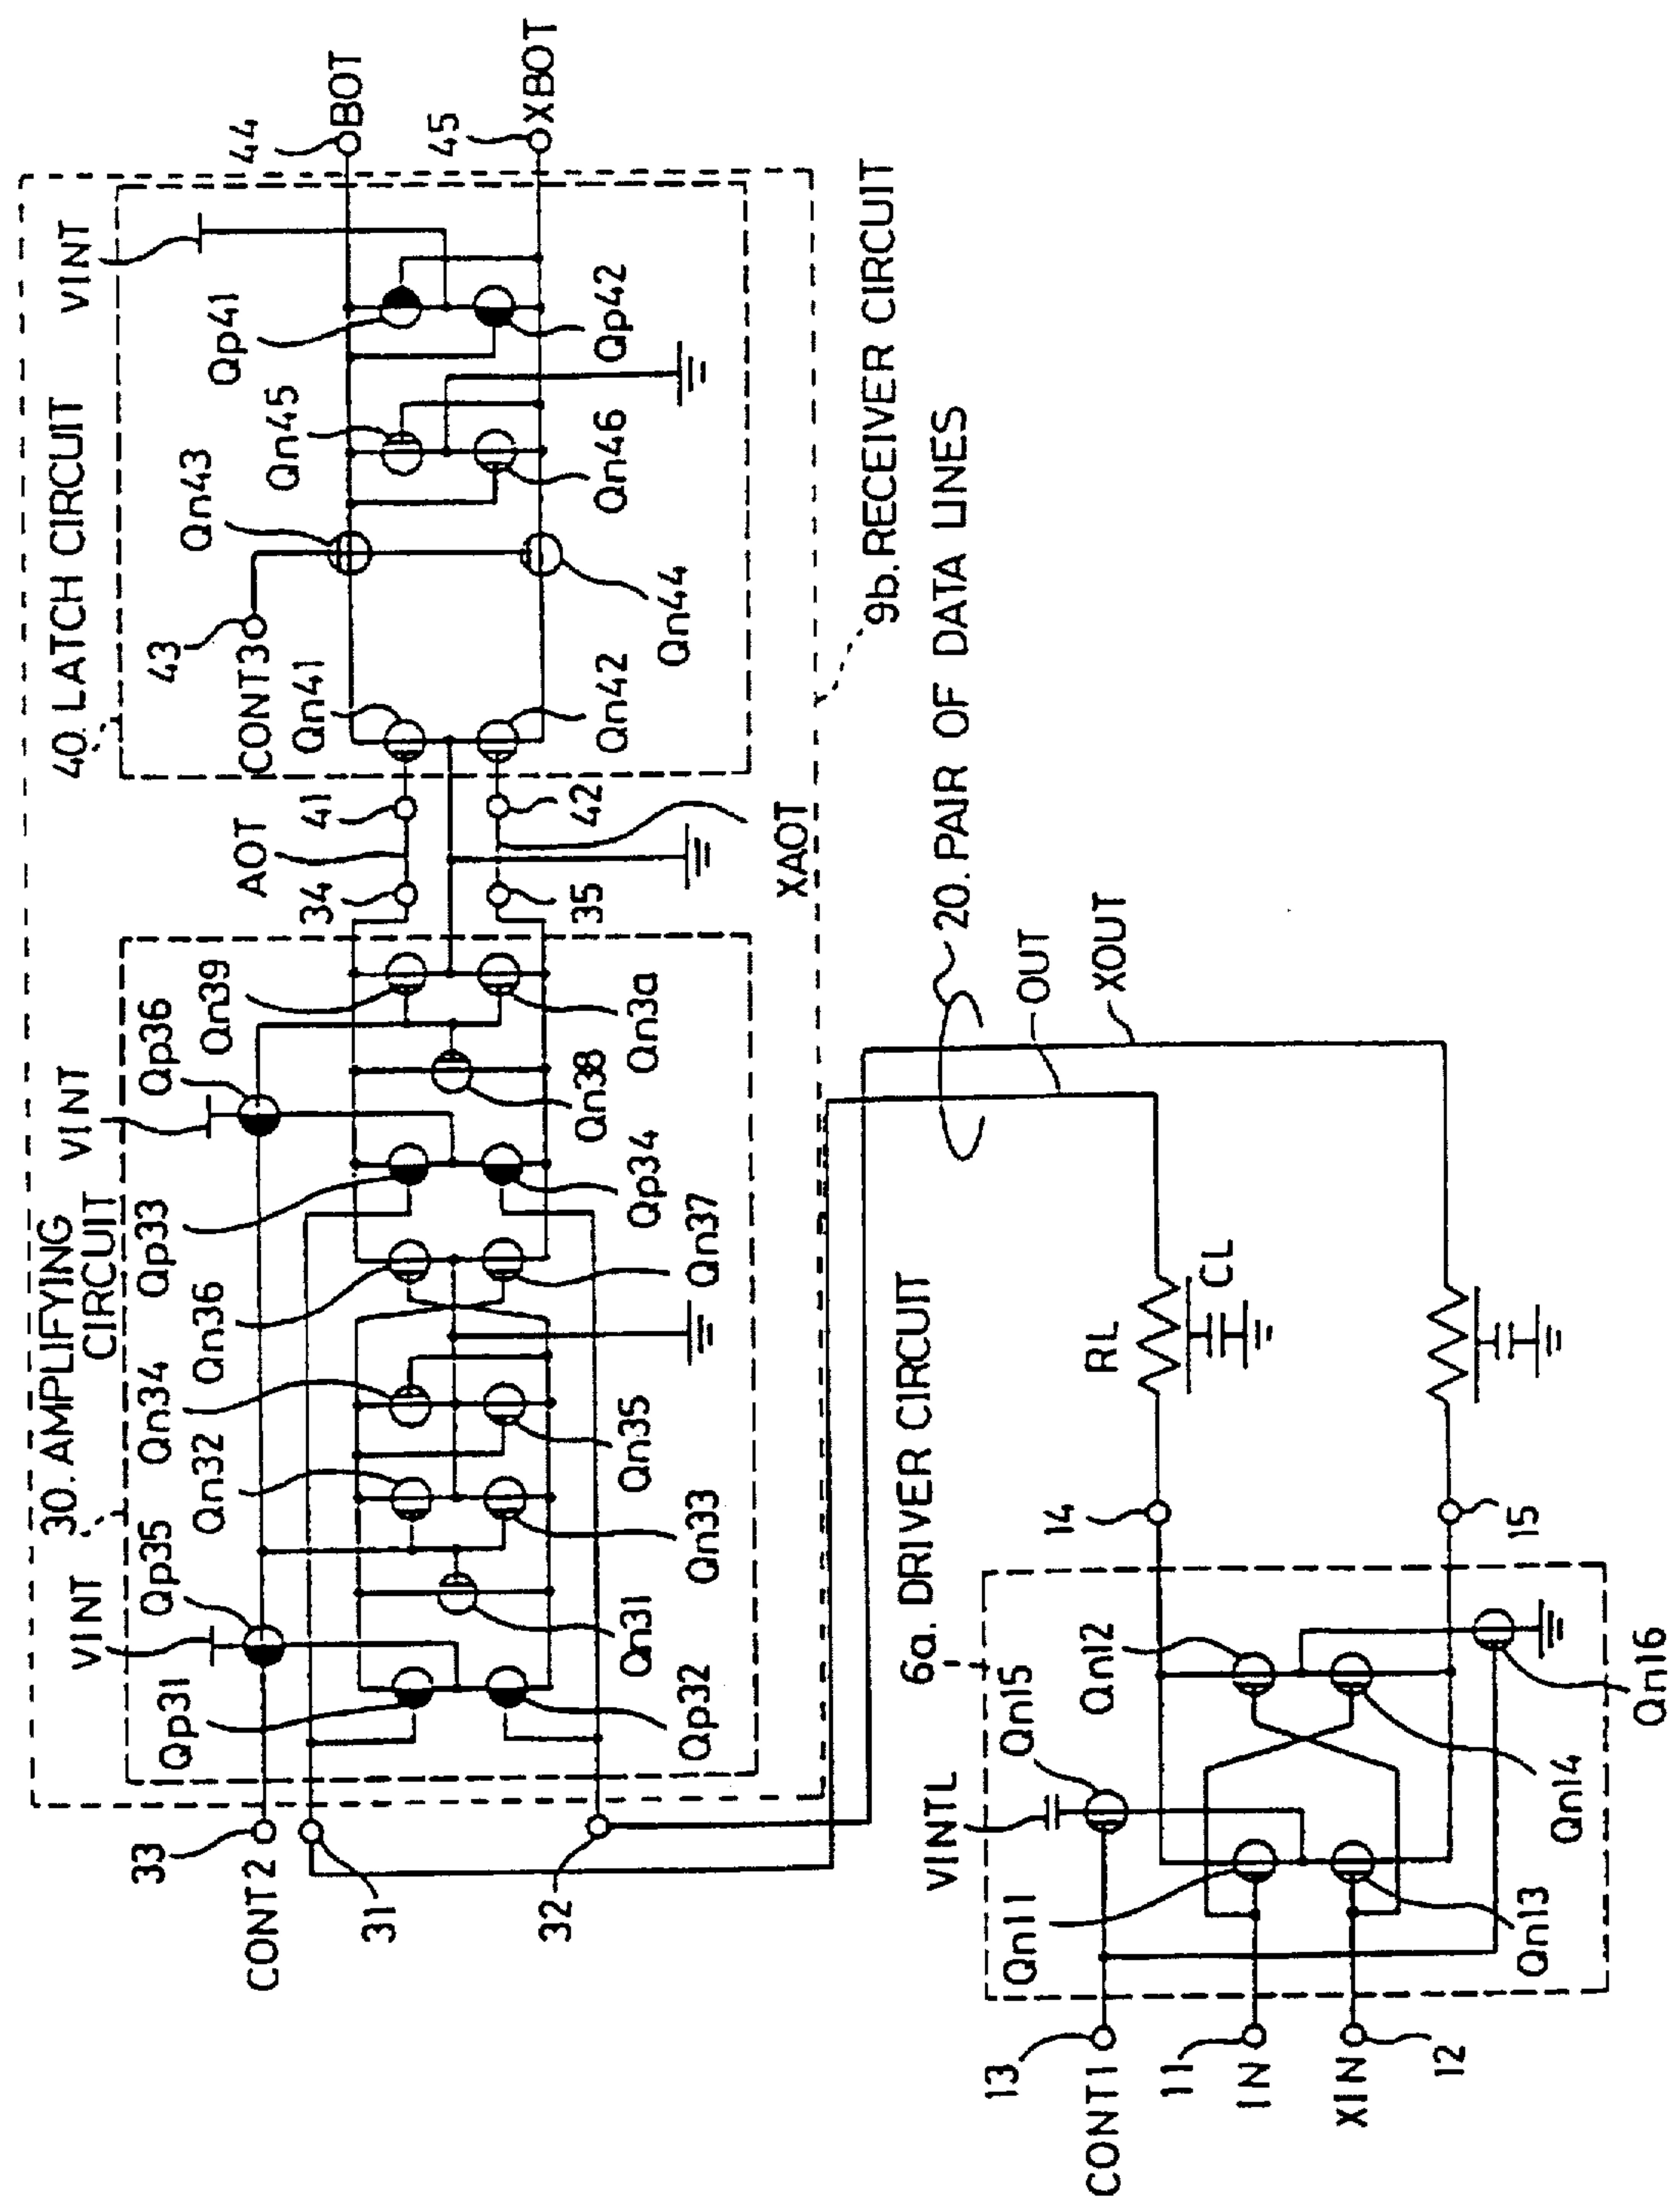 40. LATCH CIRCUIT
VINT
44
BOT
45
XBOT
Qp41
Qp42
Qn45
Qn46
Qn43
Qn44
43
CONT3
Qn41
Qn42
9b. RECEIVER CIRCUIT
AOT
41
34
42
35
XAOT
30. AMPLIFYING
CIRCUIT
VINT
Qp36
Qn39
Qn3a
Qn38
Qp33
Qp34
Qn36
Qn37
Qn34
Qn35
Qn32
Qn33
VINT
Qp35
Qn31
Qp31
Qp32
33
CONT2
31
32
20. PAIR OF DATA LINES
OUT
XOUT
6a. DRIVER CIRCUIT
RL
CL
14
15
VINTL
Qn15
Qn12
Qn16
Qn14
Qn11
Qn13
13
CONT1
11
IN
XIN
12